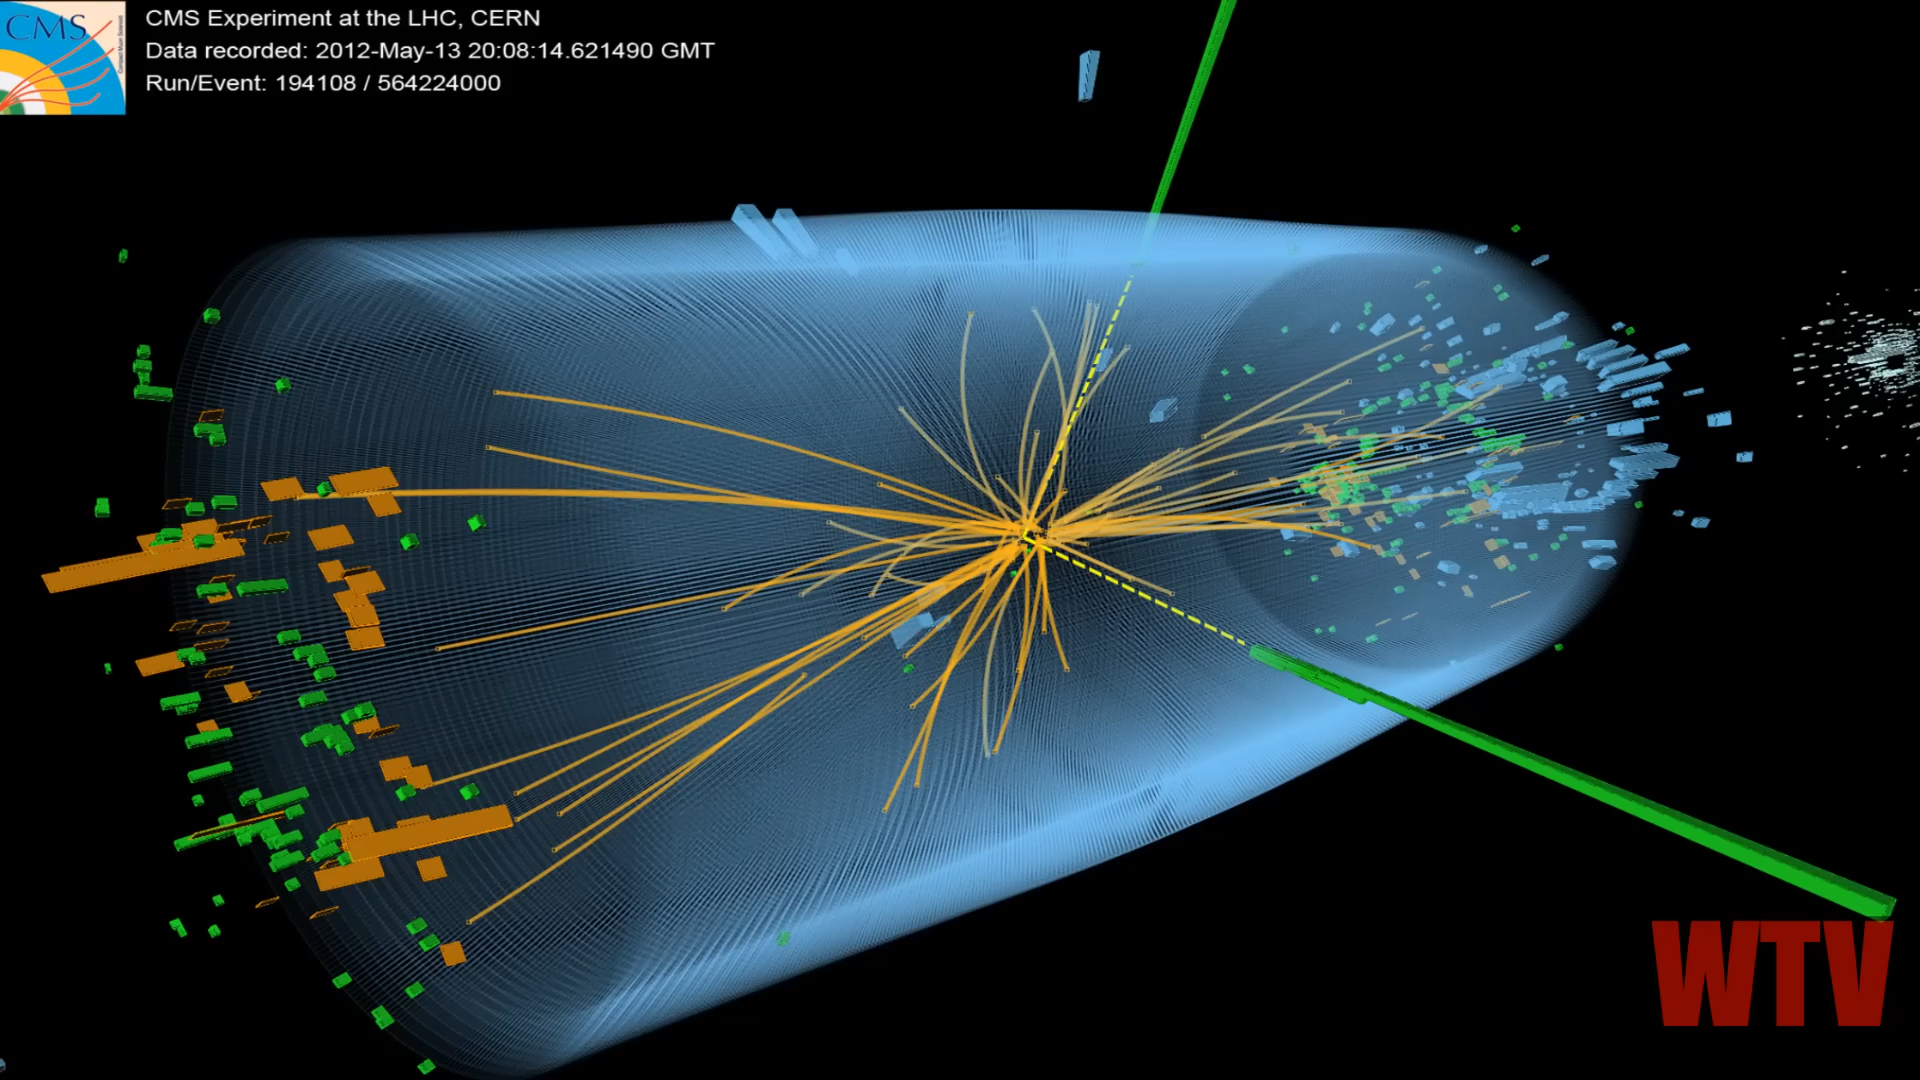 CMS
CMS Experiment at the LHC, CERN
Data recorded: 2012-May-13 20:08:14.621490 GMT
Run/Event: 194108 / 564224000
WTV